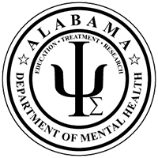 ALABAMA
EDUCATION • TREATMENT • RESEARCH
Ψ
Σ
DEPARTMENT OF MENTAL HEALTH